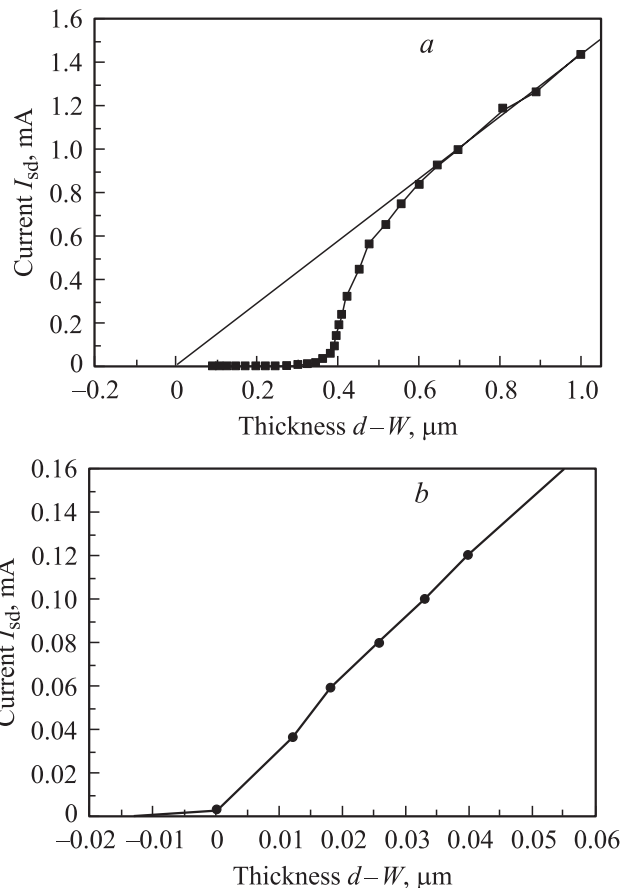 1.6
a
1.4
1.2
1.0
0.8
0.6
0.4
0.2
0
Current Isd, mA
–0.2 0 0.2 0.4 0.6 0.8 1.0
Thickness d–W, μm
0.16
b
0.14
0.12
0.10
0.08
0.06
0.04
0.02
0
Current Isd, mA
–0.02 –0.01 0 0.01 0.02 0.03 0.04 0.05 0.06
Thickness d–W, μm